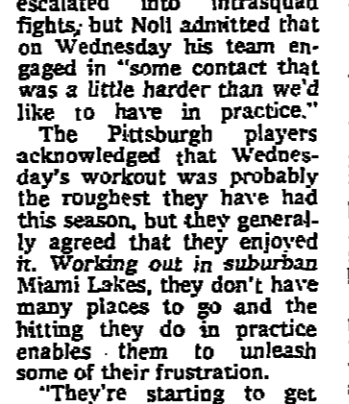 escalated into intrasquad
fights, but Noll admitted that
on Wednesday his team en-
gaged in "some contact that
was a little harder than we'd
like to have in practice."
The Pittsburgh players
acknowledged that Wednes-
day's workout was probably
the roughest they have had
this season, but they general-
ly agreed that they enjoyed
it. Working out in suburban
Miami Lakes, they don't have
many places to go and the
hitting they do in practice
enables them to unleash
some of their frustration.
"They're starting to get